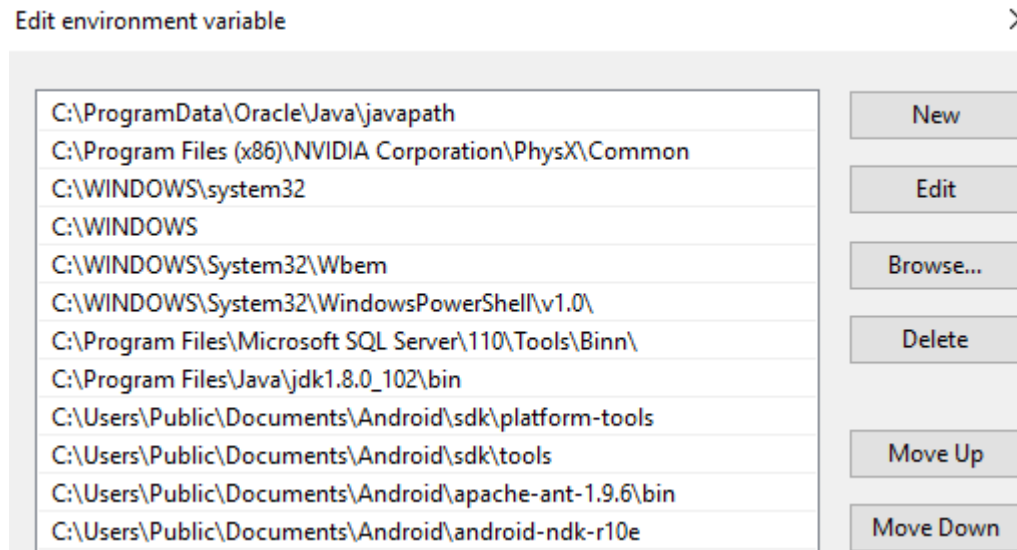 Edit environment variable
C:\ProgramData\Oracle\Java\javapath
New
C:\Program Files (x86)\NVIDIA Corporation\PhysX\Common
C:\WINDOWS\system32
Edit
C:\WINDOWS
C:\WINDOWS\System32\Wbem
Browse...
C:\WINDOWS\System32\WindowsPowerShell\v1.0\
C:\Program Files\Microsoft SQL Server\110\Tools\Binn\
Delete
C:\Program Files\Java\jdk1.8.0_102\bin
C:\Users\Public\Documents\Android\sdk\platform-tools
C:\Users\Public\Documents\Android\sdk\tools
Move Up
C:\Users\Public\Documents\Android\apache-ant-1.9.6\bin
C:\Users\Public\Documents\Android\android-ndk-r10e
Move Down